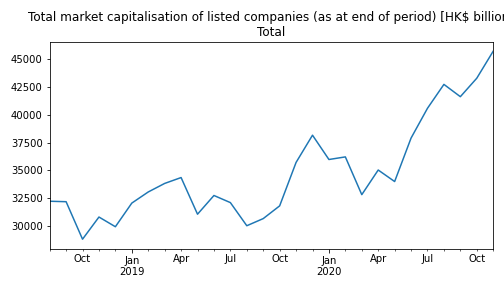 Total market capitalisation of listed companies (as at end of period) [HK$ billion
Total
45000
42500
40000
37500
35000
32500
30000
Oct Jan Apr Jul Oct Jan Apr Jul Oct
2019 2020